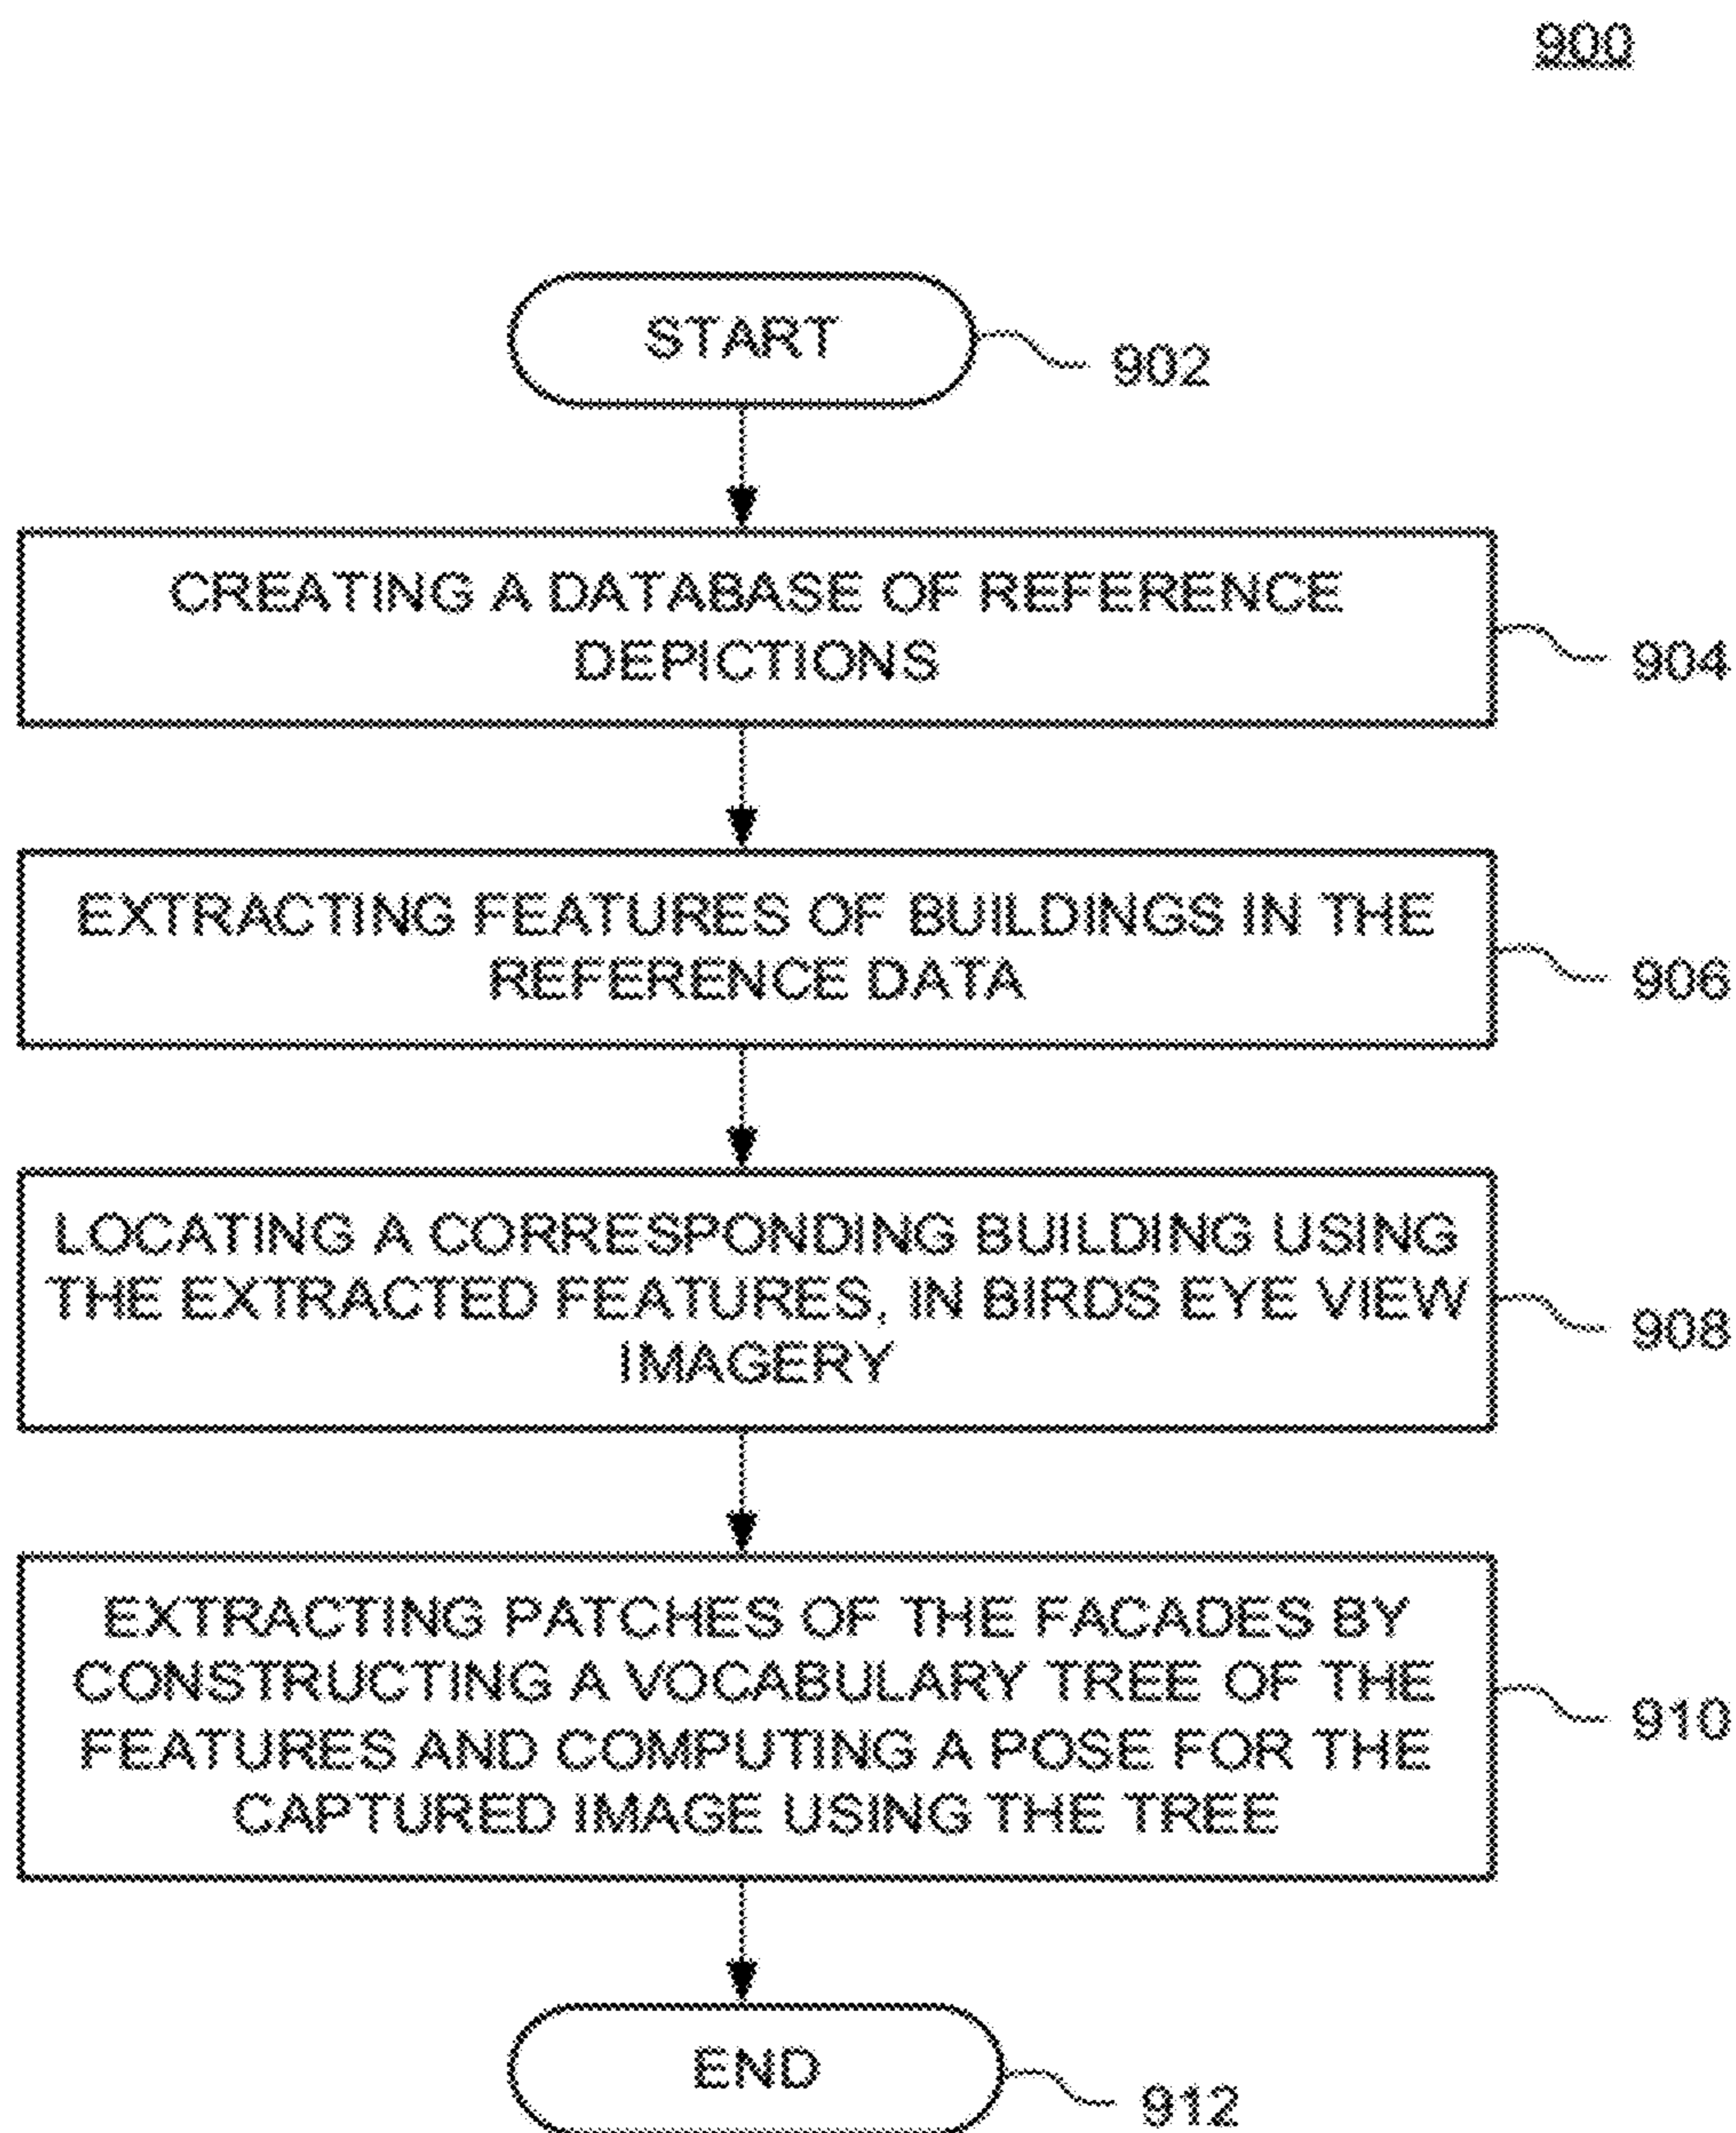 900
START
902
CREATING A DATABASE OF REFERENCE
DEPICTIONS
904
EXTRACTING FEATURES OF BUILDINGS IN THE
REFERENCE DATA
906
LOCATING A CORRESPONDING BUILDING USING
THE EXTRACTED FEATURES, IN BIRDS EYE VIEW
IMAGERY
908
EXTRACTING PATCHES OF THE FACADES BY
CONSTRUCTING A VOCABULARY TREE OF THE
FEATURES AND COMPUTING A POSE FOR THE
CAPTURED IMAGE USING THE TREE
910
END
912